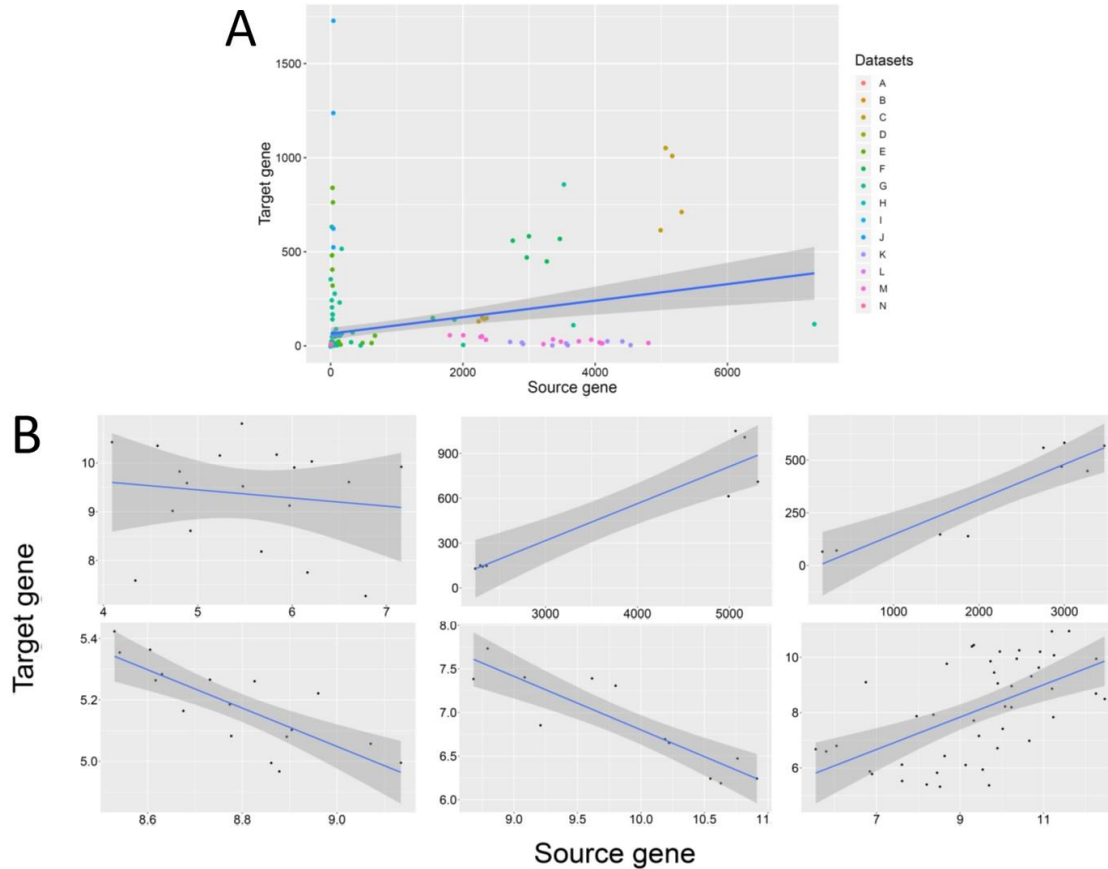 A
Target gene
1500
1000
500
0
0 2000 4000 6000
Source gene
Datasets
A
B
C
D
E
F
G
H
I
J
K
L
M
N
B
Target gene
10
9
8
4 5 6 7
900
600
300
0
3000 4000 5000
500
250
0
1000 2000 3000
5.4
5.2
5.0
8.6 8.8 9.0
8.0
7.5
7.0
6.5
6.0
9.0 9.5 10.0 10.5 11
10
8
6
7 9 11
Source gene